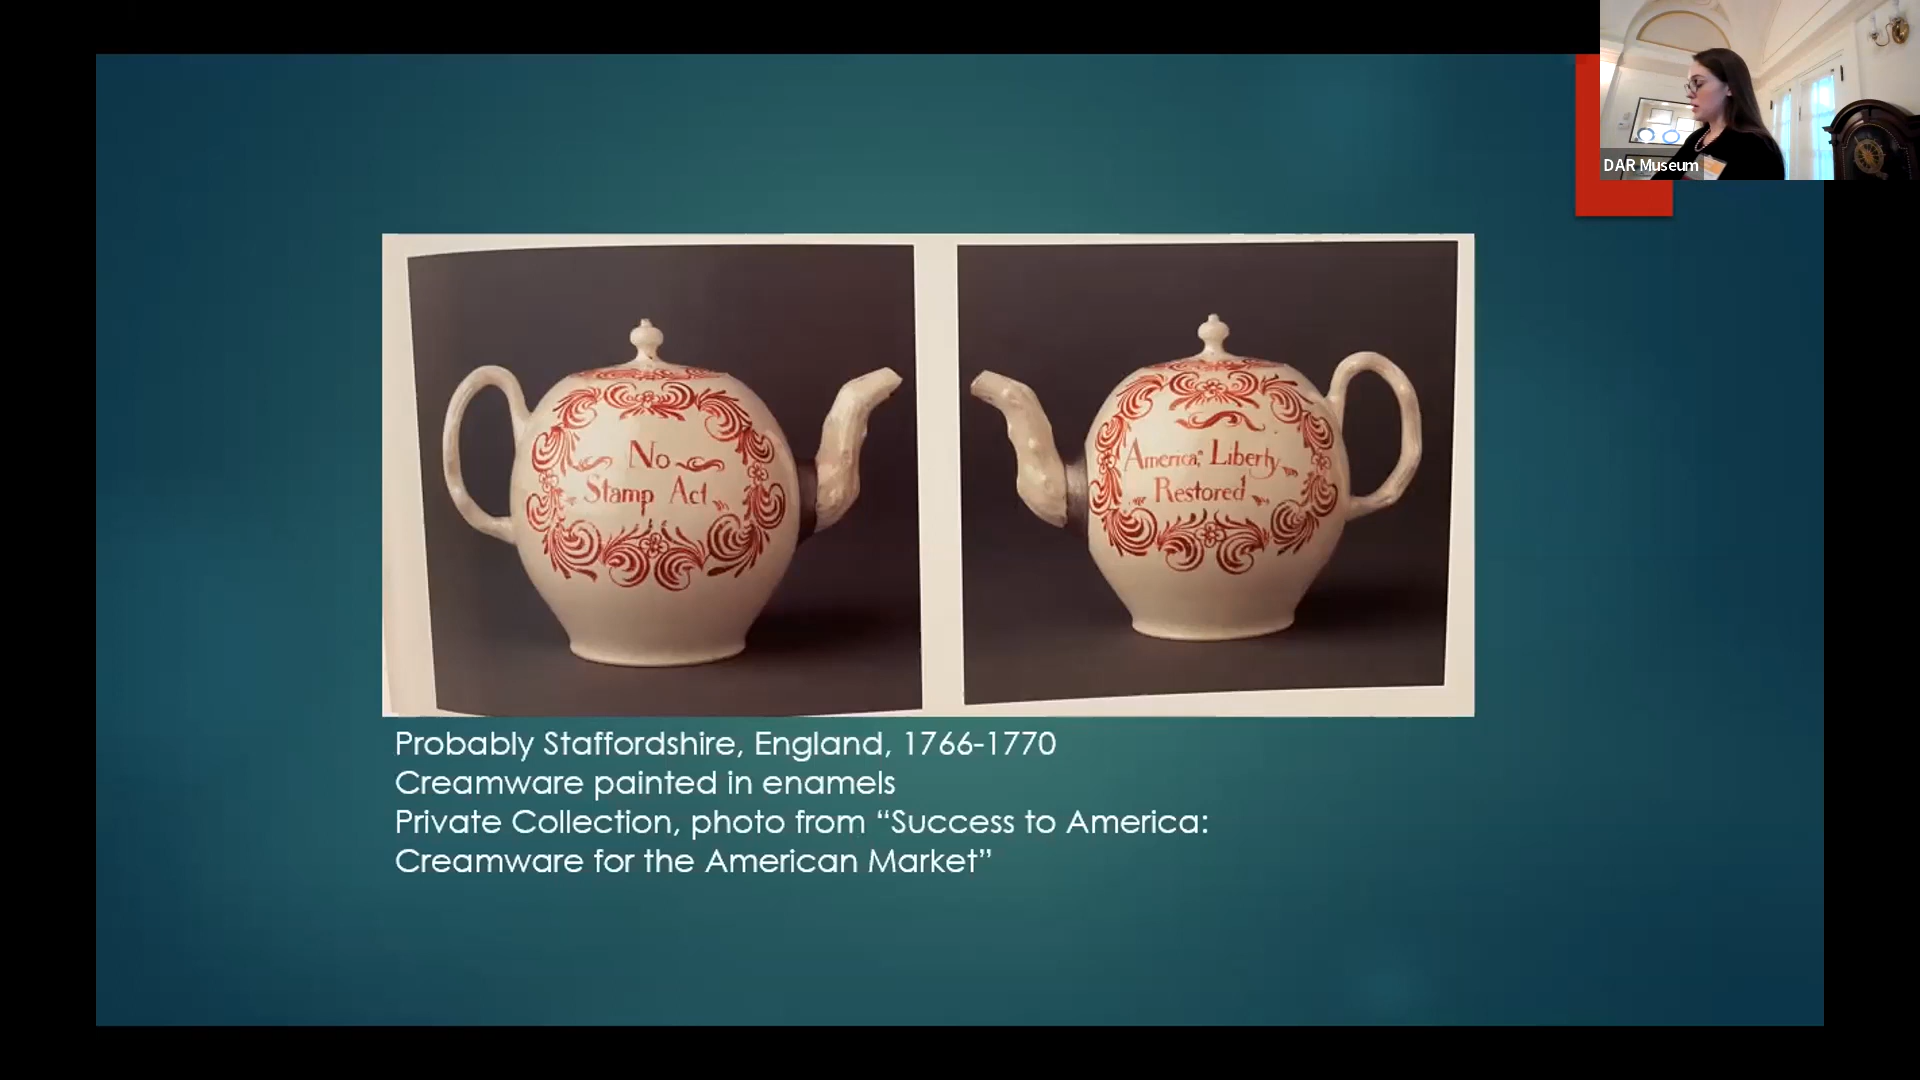 DAR Museum
No
Stamp Act
America, Liberty
Restored
Probably Staffordshire, England, 1766-1770
Creamware painted in enamels
Private Collection, photo from “Success to America:
Creamware for the American Market”